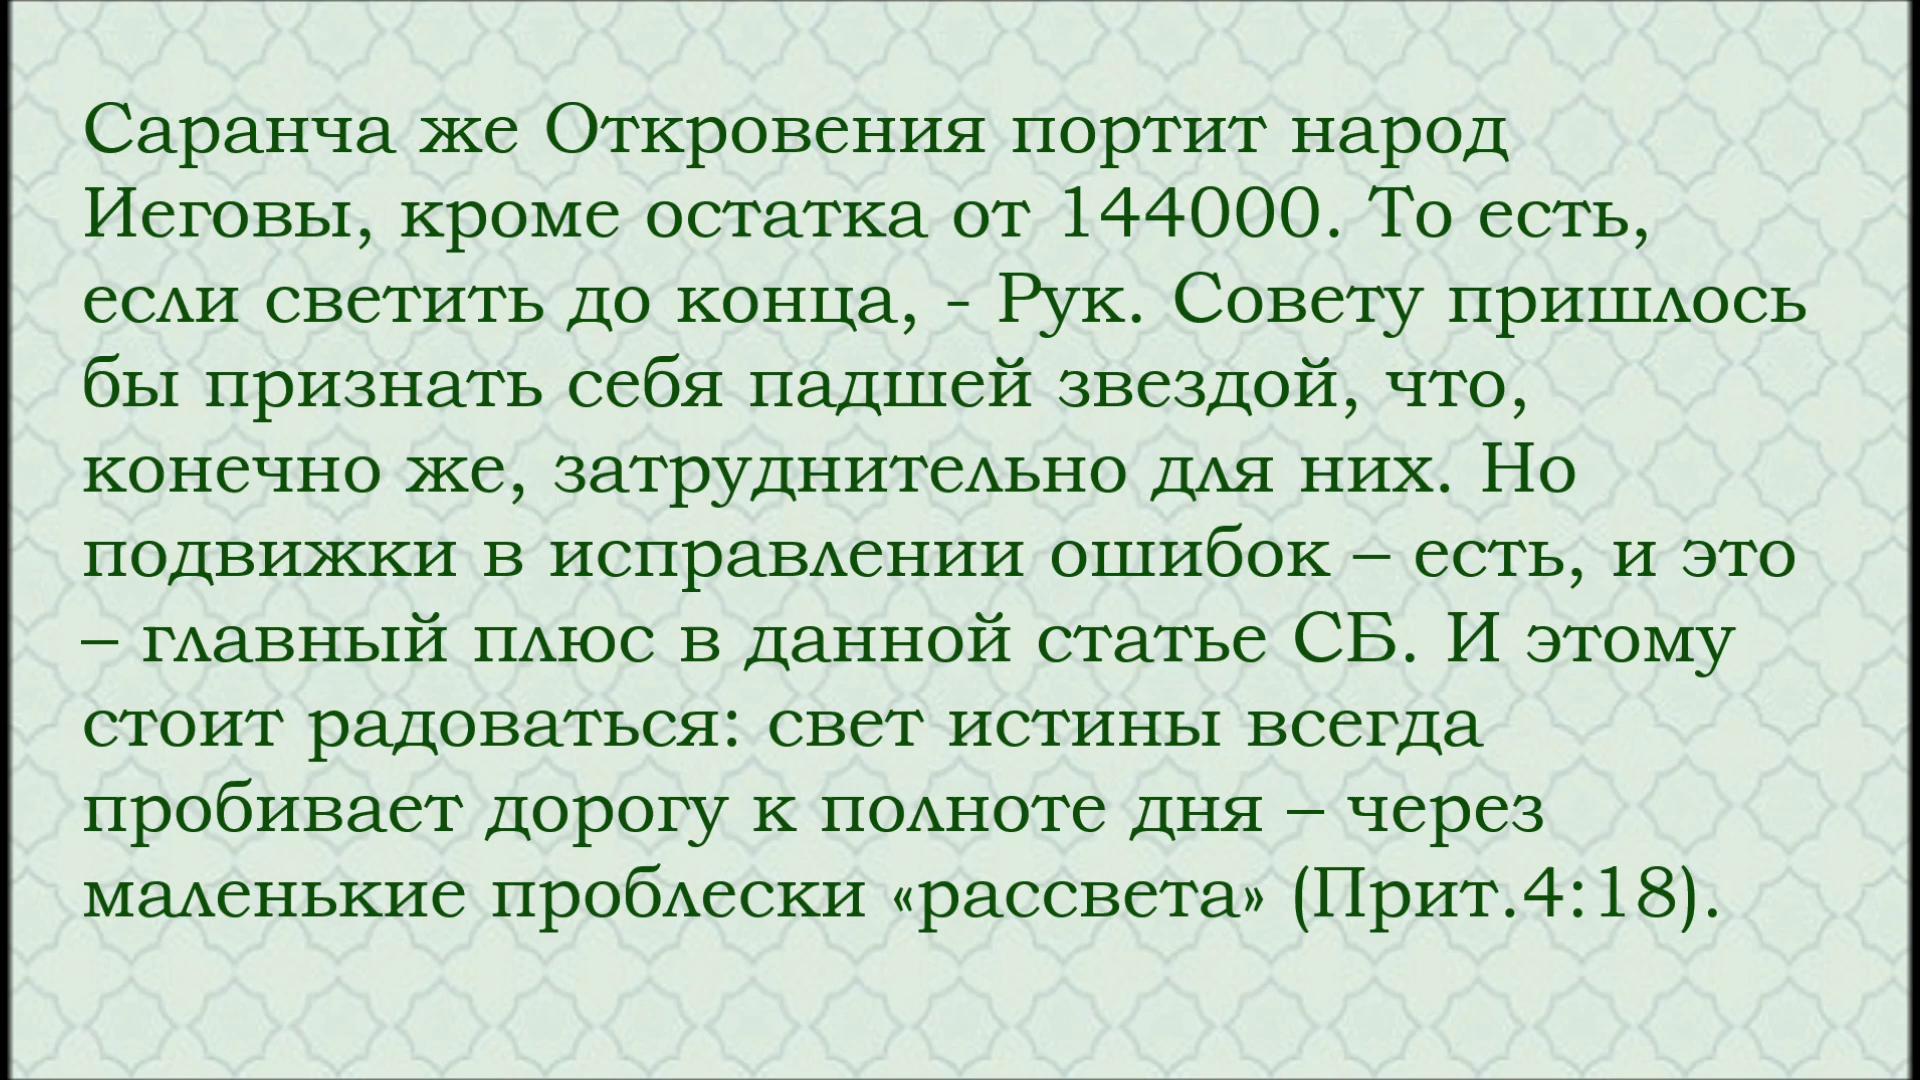 Саранча же Откровения портит народ
Иеговы, кроме остатка от 144000. То есть,
если светить до конца, - Рук. Совету пришлось
бы признать себя падшей звездой, что,
конечно же, затруднительно для них. Но
подвижки в исправлении ошибок – есть, и это
– главный плюс в данной статье СБ. И этому
стоит радоваться: свет истины всегда
пробивает дорогу к полноте дня – через
маленькие проблески «рассвета» (Прит.4:18).